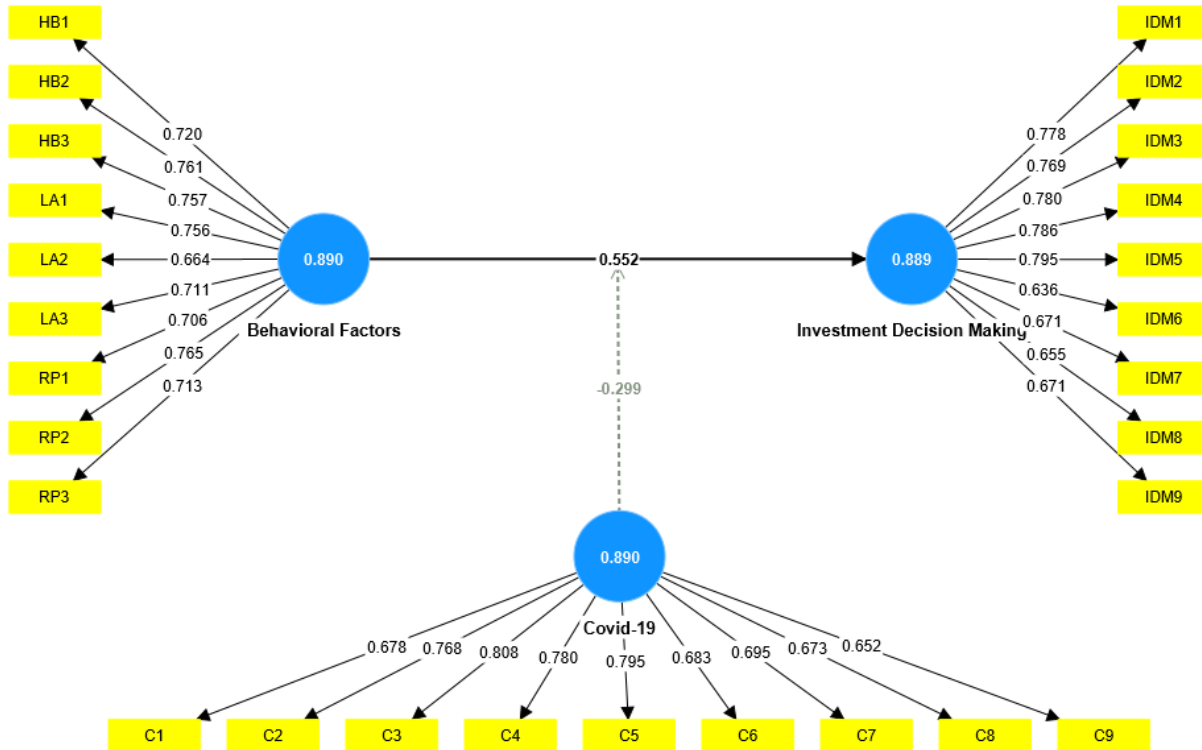 HB1
HB2
HB3
LA1
LA2
LA3
RP1
RP2
RP3
0.720
0.761
0.757
0.756
0.664
0.711
0.706
0.765
0.713
0.890
Behavioral Factors
0.552
-0.299
0.889
Investment Decision Making
0.778
0.769
0.780
0.786
0.795
0.636
0.671
0.655
0.671
IDM1
IDM2
IDM3
IDM4
IDM5
IDM6
IDM7
IDM8
IDM9
0.890
Covid-19
0.678
0.768
0.808
0.780
0.795
0.683
0.695
0.673
0.652
C1
C2
C3
C4
C5
C6
C7
C8
C9